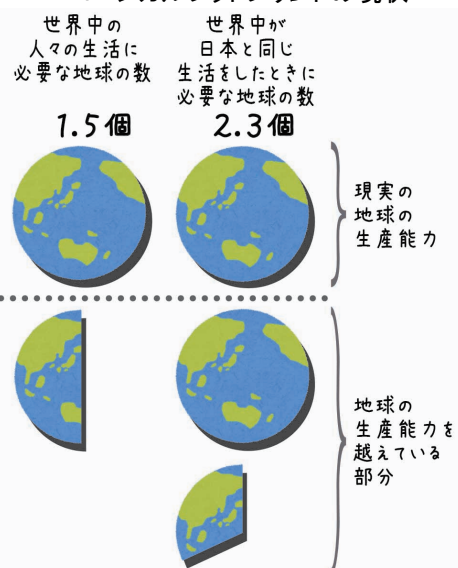 世界中の
人々の生活に
必要な地球の数
1.5個
世界中が
日本と同じ
生活をしたときに
必要な地球の数
2.3個
現実の
地球の
生産能力
地球の
生産能力を
越えている
部分